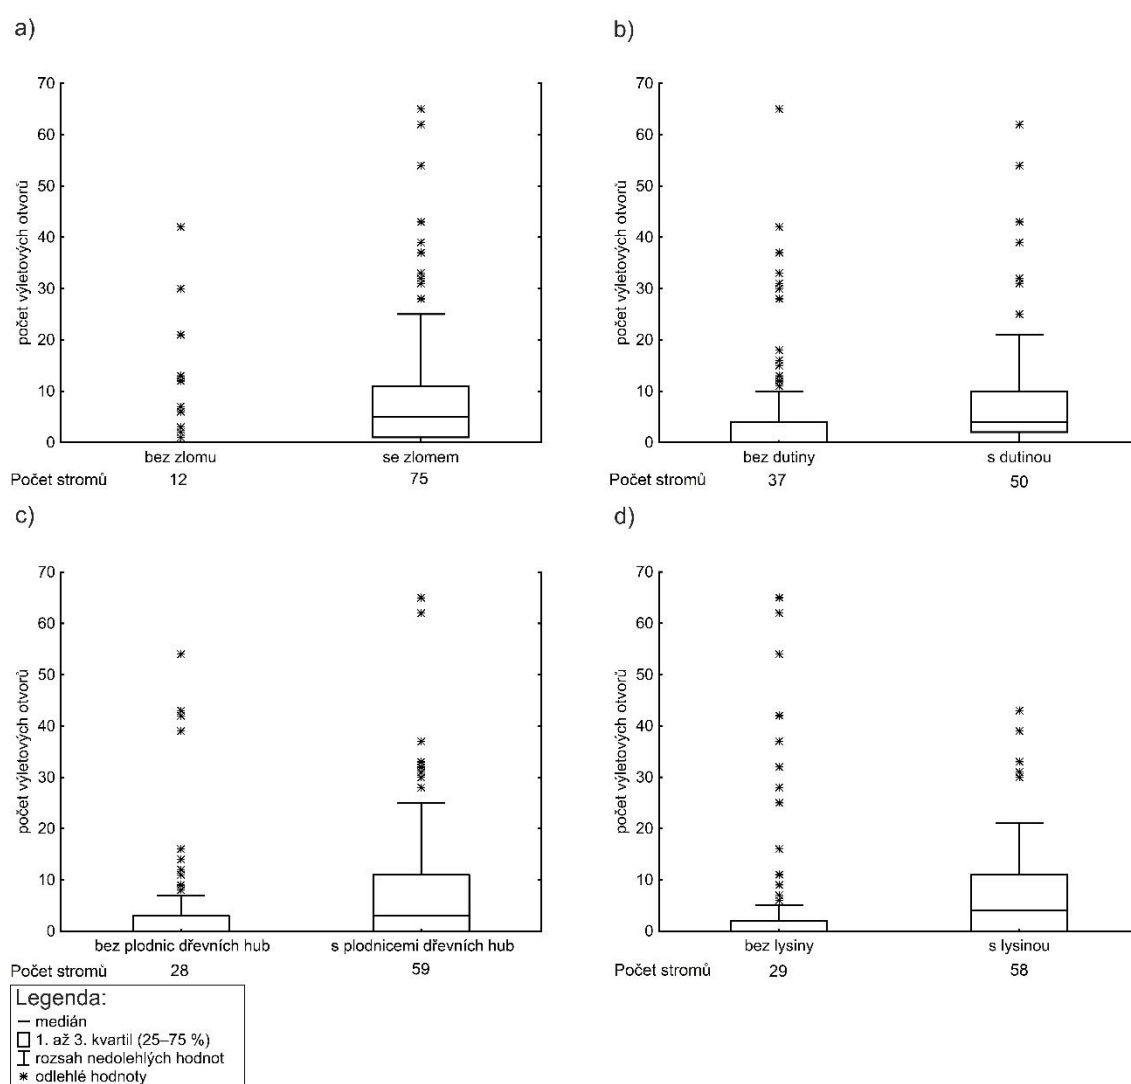 a)
70
60
50
40
30
20
10
0
počet výletových otvorů
bez zlomu se zlomem
Počet stromů 12 75
b)
70
60
50
40
30
20
10
0
počet výletových otvorů
bez dutiny s dutinou
Počet stromů 37 50
c)
70
60
50
40
30
20
10
0
počet výletových otvorů
bez plodnic dřevních hub s plodnicemi dřevních hub
Počet stromů 28 59
d)
70
60
50
40
30
20
10
0
počet výletových otvorů
bez lysiny s lysinou
Počet stromů 29 58
Legenda:
medián
1. až 3. kvartil (25–75 %)
rozsah nedolehlých hodnot
odlehlé hodnoty